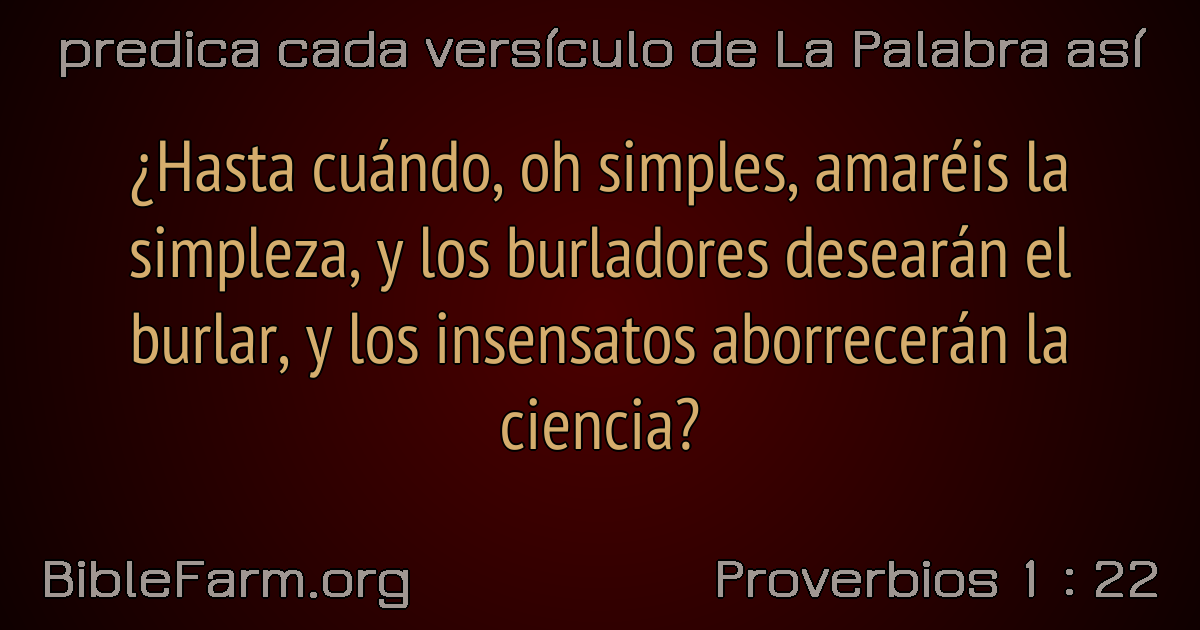 predica cada versículo de La Palabra así
¿Hasta cuándo, oh simples, amaréis la
simpleza, y los burladores desearán el
burlar, y los insensatos aborrecerán la
ciencia?
BibleFarm.org
Proverbios 1 : 22